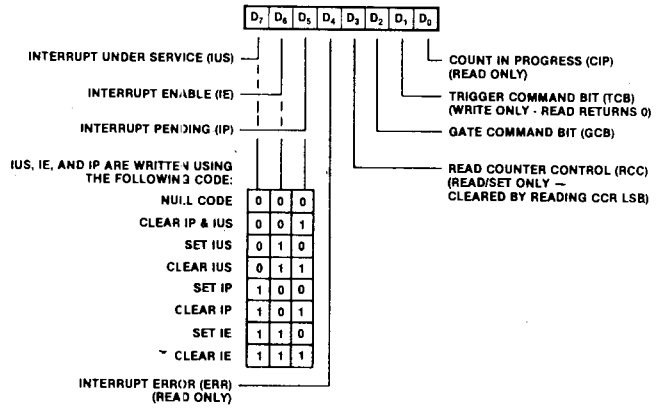 D7 D6 D5 D4 D3 D2 D1 D0
INTERRUPT UNDER SERVICE (IUS)
INTERRUPT ENABLE (IE)
INTERRUPT PENDING (IP)
IUS, IE, AND IP ARE WRITTEN USING
THE FOLLOWING CODE:
NULL CODE 0 0 0
CLEAR IP & IUS 0 0 1
SET IUS 0 1 0
CLEAR IUS 0 1 1
SET IP 1 0 0
CLEAR IP 1 0 1
SET IE 1 1 0
CLEAR IE 1 1 1
INTERRUPT ERROR (ERR)
(READ ONLY)
COUNT IN PROGRESS (CIP)
(READ ONLY)
TRIGGER COMMAND BIT (TCB)
(WRITE ONLY - READ RETURNS 0)
GATE COMMAND BIT (GCB)
READ COUNTER CONTROL (RCC)
(READ/SET ONLY —
CLEARED BY READING CCR LSB)